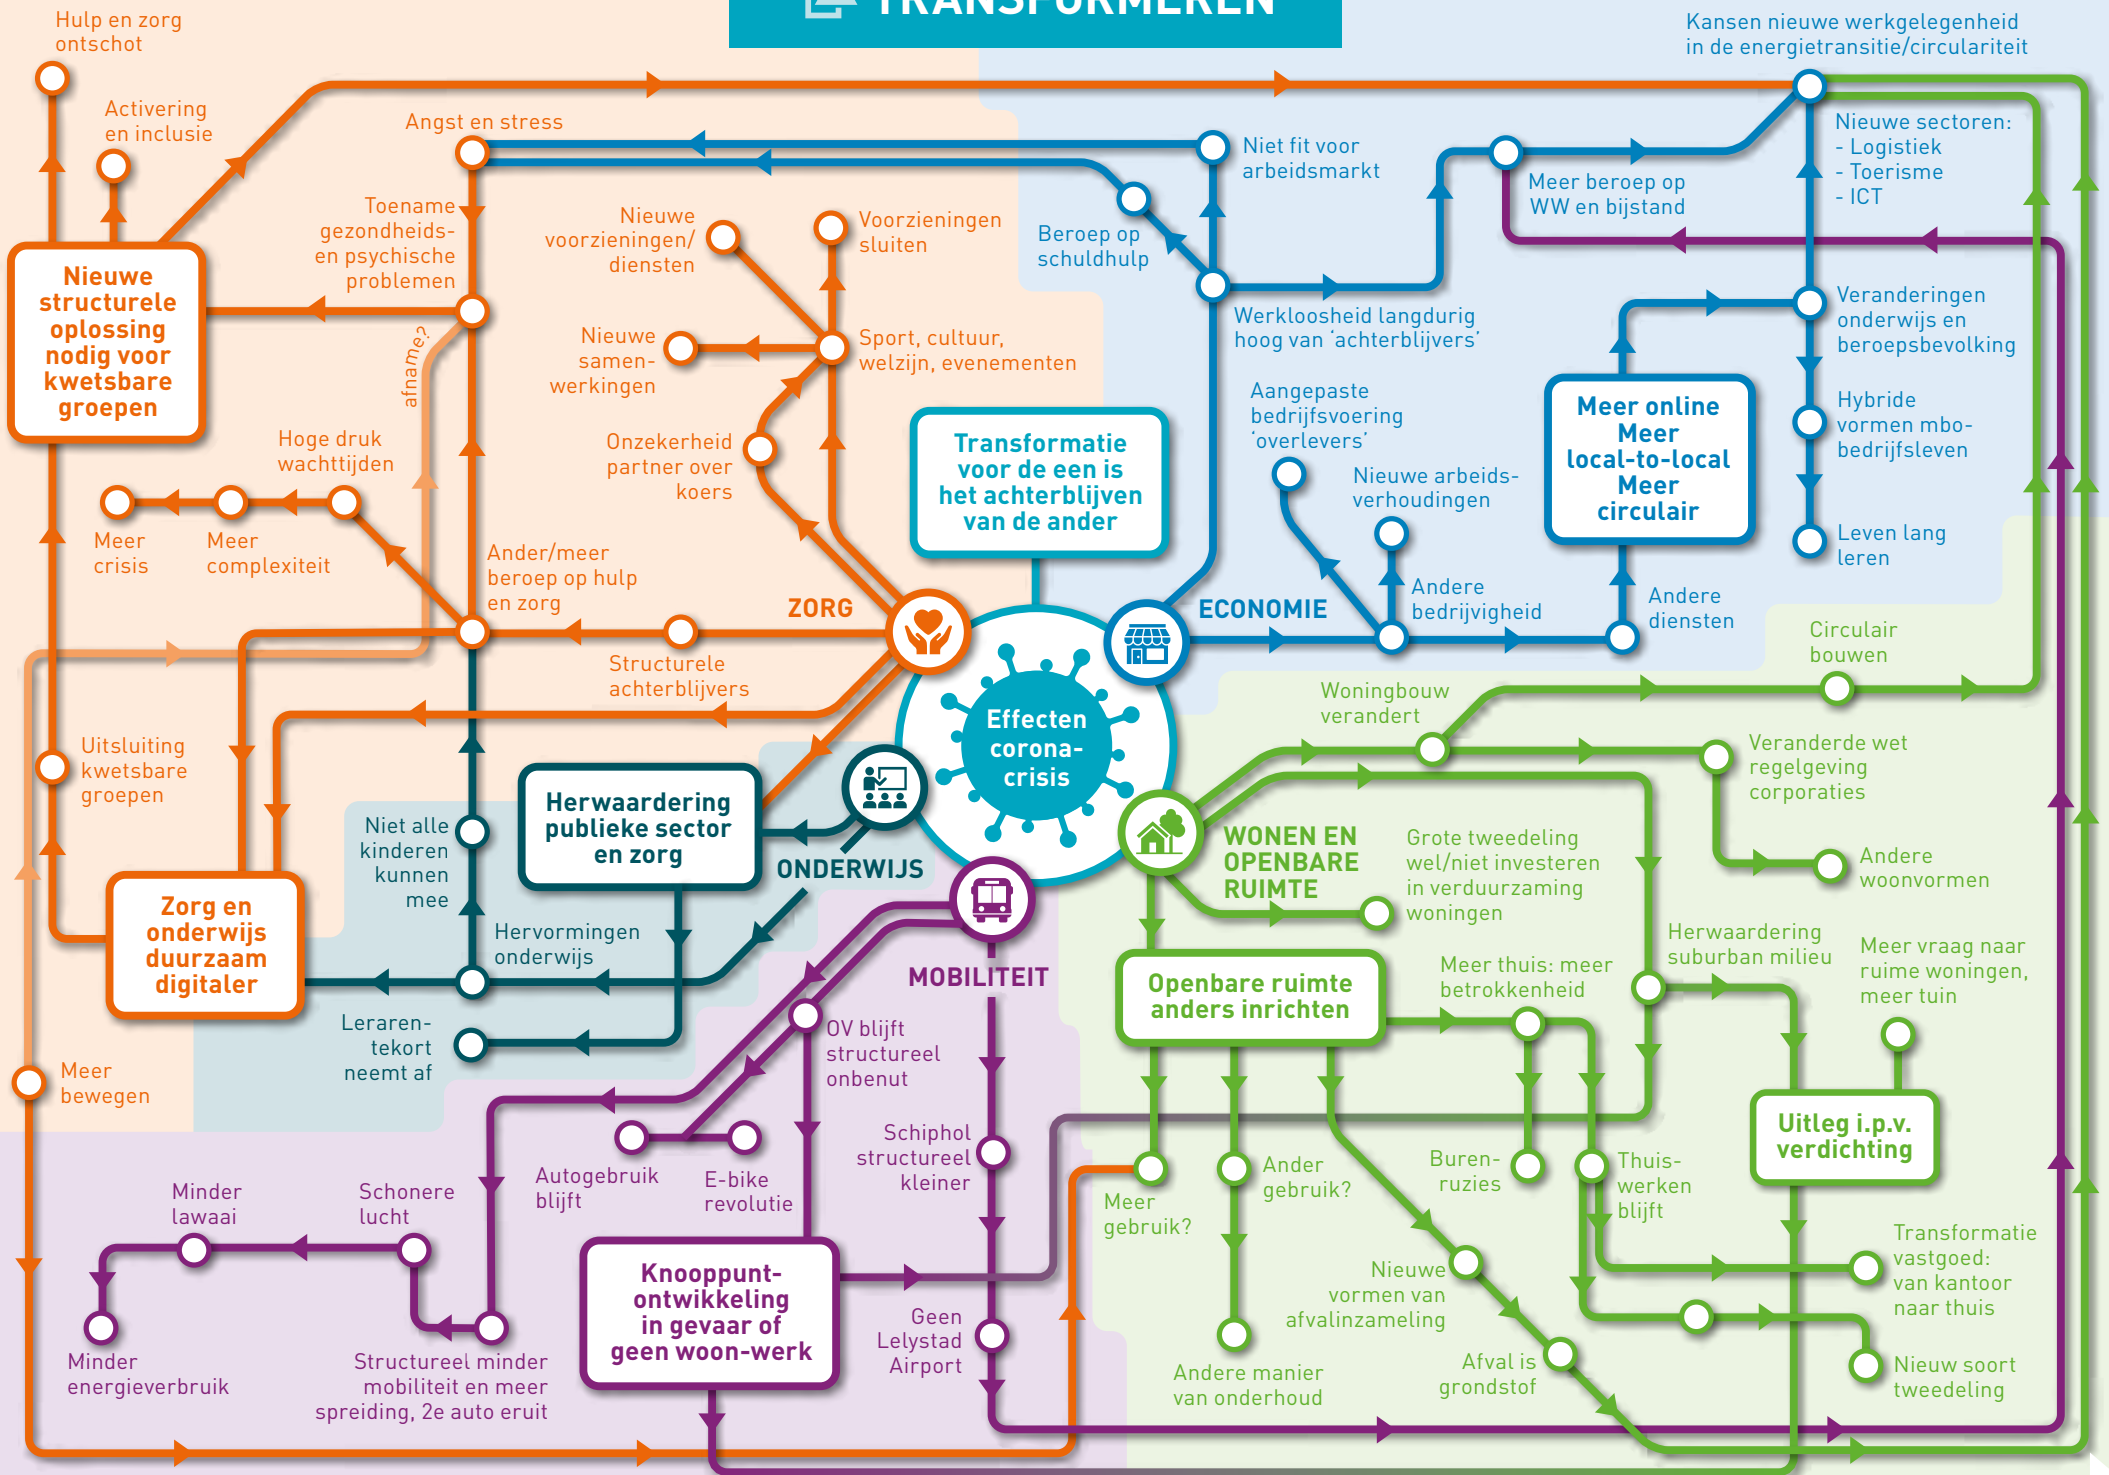 TRANSFORMEREN
Hulp en zorg
ontschot
Activering
en inclusie
Angst en stress
Kansen nieuwe werkgelegenheid
in de energietransitie/circulariteit
Nieuwe sectoren:
- Logistiek
- Toerisme
- ICT
Niet fit voor
arbeidsmarkt
Meer beroep op
WW en bijstand
Beroep op
schuldhulp
Toename
gezondheids-
en psychische
problemen
Nieuwe
voorzieningen/
diensten
Voorzieningen
sluiten
Nieuwe
structurele
oplossing
nodig voor
kwetsbare
groepen
afname?
Nieuwe
samen-
werkingen
Sport, cultuur,
welzijn, evenementen
Werkloosheid langdurig
hoog van ‘achterblijvers’
Veranderingen
onderwijs en
beroepsbevolking
Aangepaste
bedrijfsvoering
‘overlevers’
Meer online
Meer
local-to-local
Meer
circulair
Hybride
vormen mbo-
bedrijfsleven
Hoge druk
wachttijden
Onzekerheid
partner over
koers
Transformatie
voor de een is
het achterblijven
van de ander
Nieuwe arbeids-
verhoudingen
Leven lang
leren
Meer
crisis
Meer
complexiteit
Ander/meer
beroep op hulp
en zorg
ZORG
ECONOMIE
Andere
bedrijvigheid
Andere
diensten
Structurele
achterblijvers
Circulair
bouwen
Woningbouw
verandert
Effecten
corona-
crisis
Veranderde wet
regelgeving
corporaties
Uitsluiting
kwetsbare
groepen
Herwaardering
publieke sector
en zorg
Niet alle
kinderen
kunnen
mee
ONDERWIJS
WONEN EN
OPENBARE
RUIMTE
Grote tweedeling
wel/niet investeren
in verduurzaming
woningen
Andere
woonvormen
Zorg en
onderwijs
duurzaam
digitaler
Hervormingen
onderwijs
MOBILITEIT
Openbare ruimte
anders inrichten
Meer thuis: meer
betrokkenheid
Herwaardering
suburban milieu
Meer vraag naar
ruime woningen,
meer tuin
Leraren-
tekort
neemt af
OV blijft
structureel
onbenut
Meer
bewegen
Uitleg i.p.v.
verdichting
Schiphol
structureel
kleiner
Autogebruik
blijft
E-bike
revolutie
Meer
gebruik?
Ander
gebruik?
Buren-
ruzies
Thuis-
werken
blijft
Minder
lawaai
Schonere
lucht
Transformatie
vastgoed:
van kantoor
naar thuis
Knooppunt-
ontwikkeling
in gevaar of
geen woon-werk
Nieuwe
vormen van
afvalinzameling
Geen
Lelystad
Airport
Minder
energieverbruik
Structureel minder
mobiliteit en meer
spreiding, 2e auto eruit
Andere manier
van onderhoud
Afval is
grondstof
Nieuw soort
tweedeling